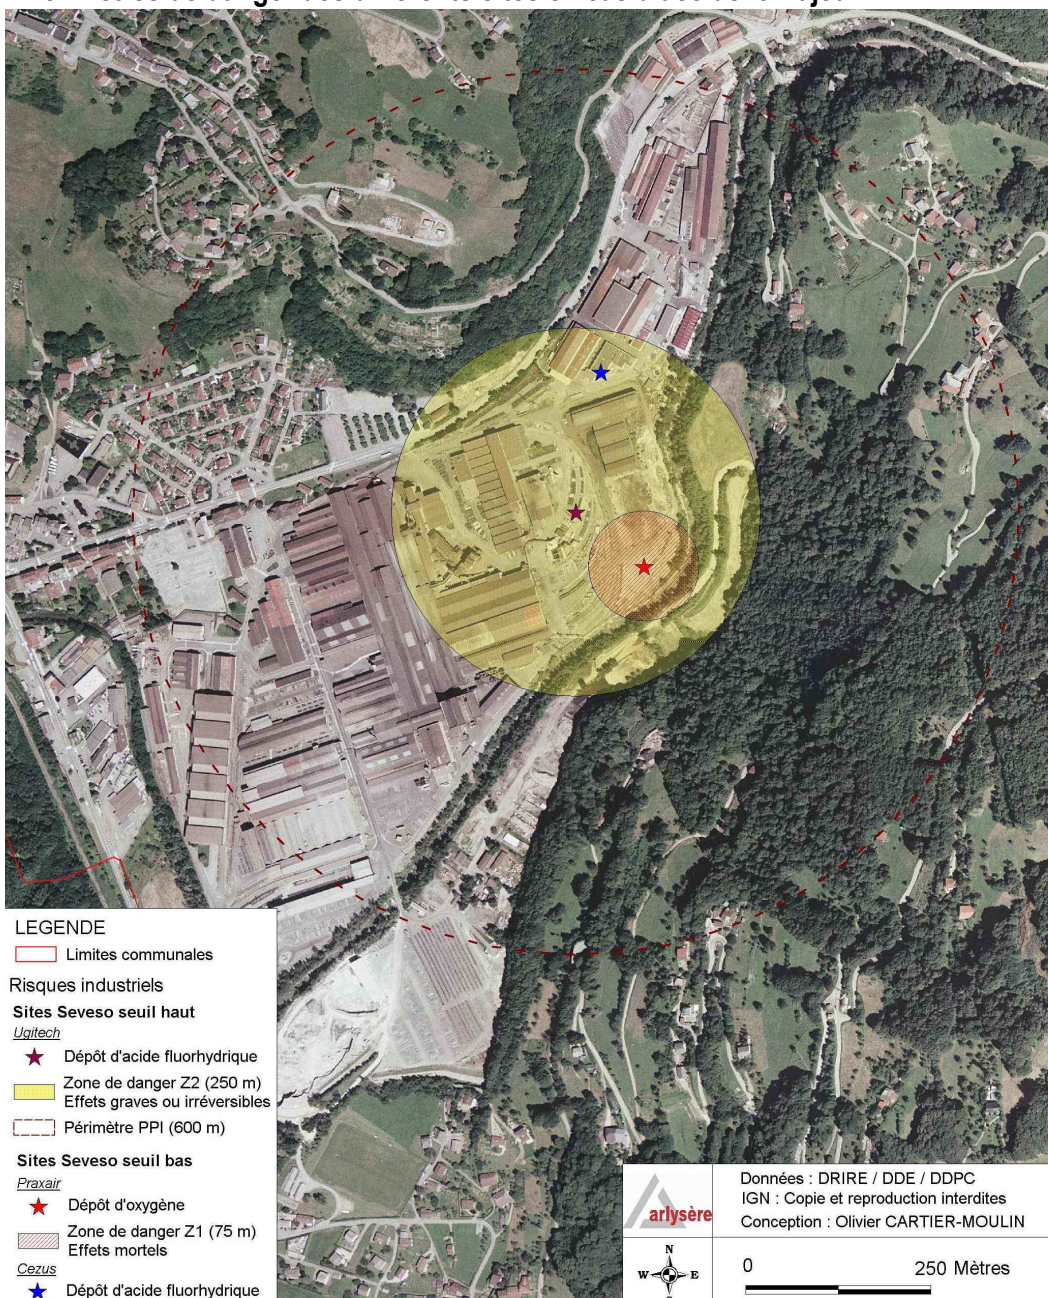 LEGENDE
Limites communales
Risques industriels
Sites Seveso seuil haut
Ugitech
Dépôt d'acide fluorhydrique
Zone de danger Z2 (250 m)
Effets graves ou irréversibles
Périmètre PPI (600 m)
Sites Seveso seuil bas
Praxair
Dépôt d'oxygène
Zone de danger Z1 (75 m)
Effets mortels
Cezus
Dépôt d'acide fluorhydrique
arlysère
Données : DRIRE / DDE / DDPC
IGN : Copie et reproduction interdites
Conception : Olivier CARTIER-MOULIN
N
W E
0 250 Mètres